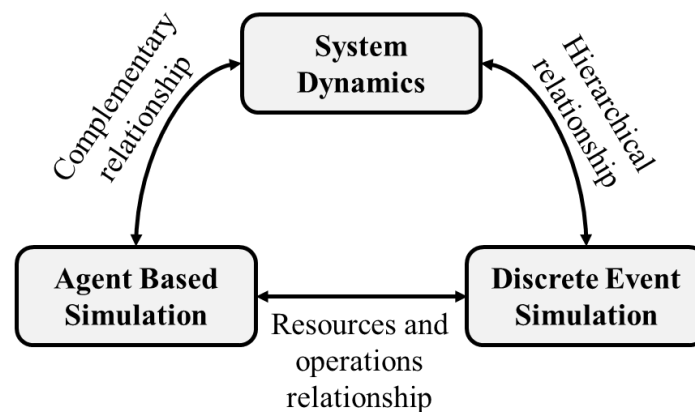 System
Dynamics
Complementary
relationship
Hierarchical
relationship
Agent Based
Simulation
Discrete Event
Simulation
Resources and
operations
relationship